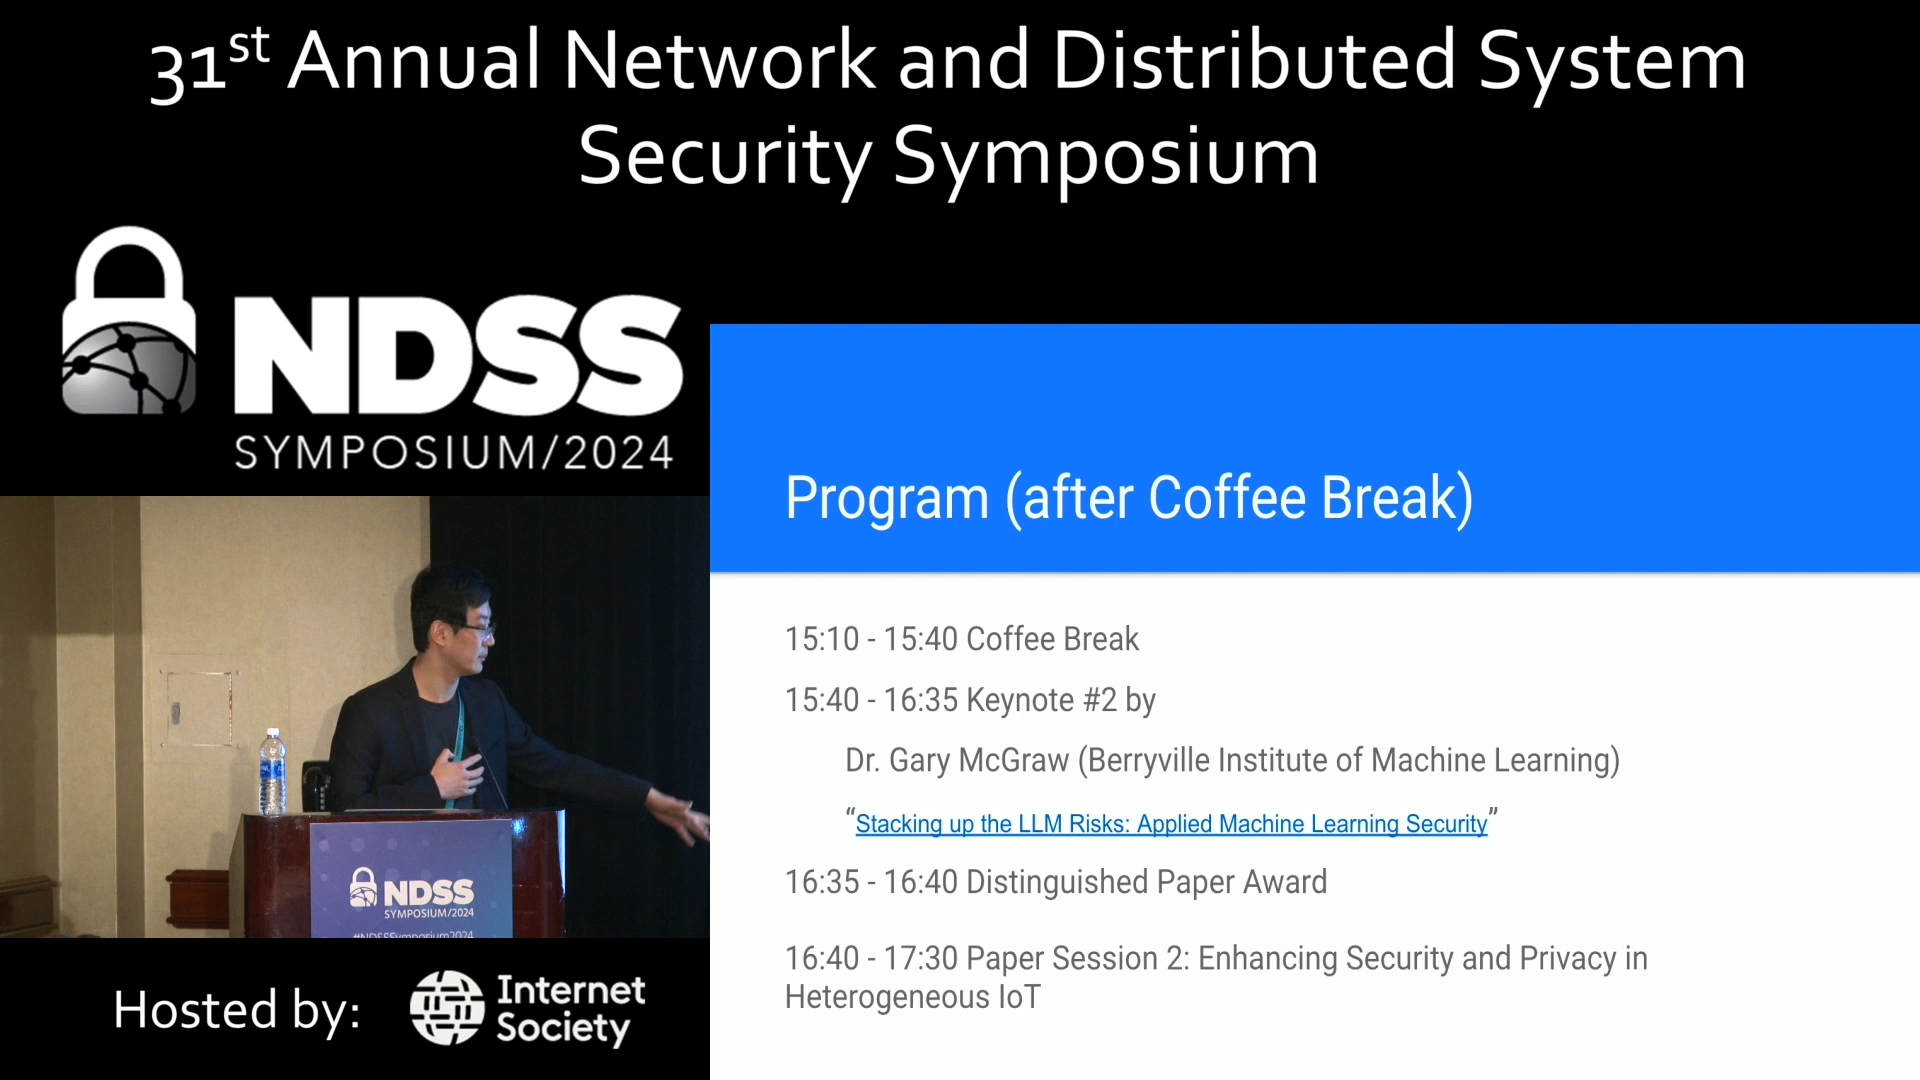 31st Annual Network and Distributed System
Security Symposium
NDSS
SYMPOSIUM/2024
Program (after Coffee Break)
15:10 - 15:40 Coffee Break
15:40 - 16:35 Keynote #2 by
Dr. Gary McGraw (Berryville Institute of Machine Learning)
“Stacking up the LLM Risks: Applied Machine Learning Security”
16:35 - 16:40 Distinguished Paper Award
16:40 - 17:30 Paper Session 2: Enhancing Security and Privacy in
Heterogeneous IoT
NDSS
SYMPOSIUM/2024
#NDSSSymposium2024
Hosted by:
Internet
Society